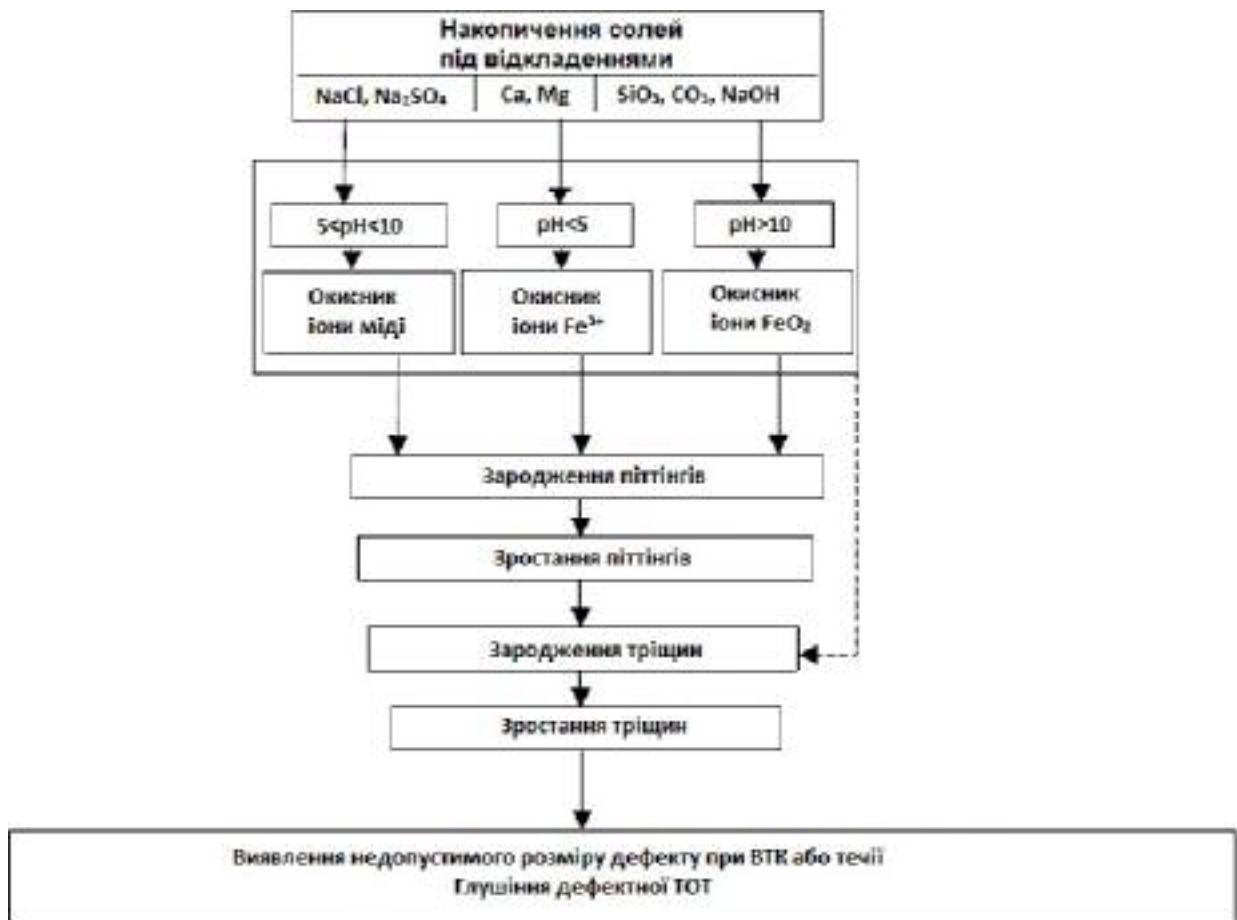 Накопичення солей
під відкладеннями
NaCl, Na₂SO₄ Ca, Mg SiO₃, CO₃, NaOH
5<pH<10 pH<5 pH>10
Окисник Окисник Окисник
іони міді іони Fe³⁺ іони FeO₂
Зародження піттінгів
Зростання піттінгів
Зародження тріщин
Зростання тріщин
Виявлення недопустимого розміру дефекту при ВТК або течії
Глушіння дефектної ТОТ